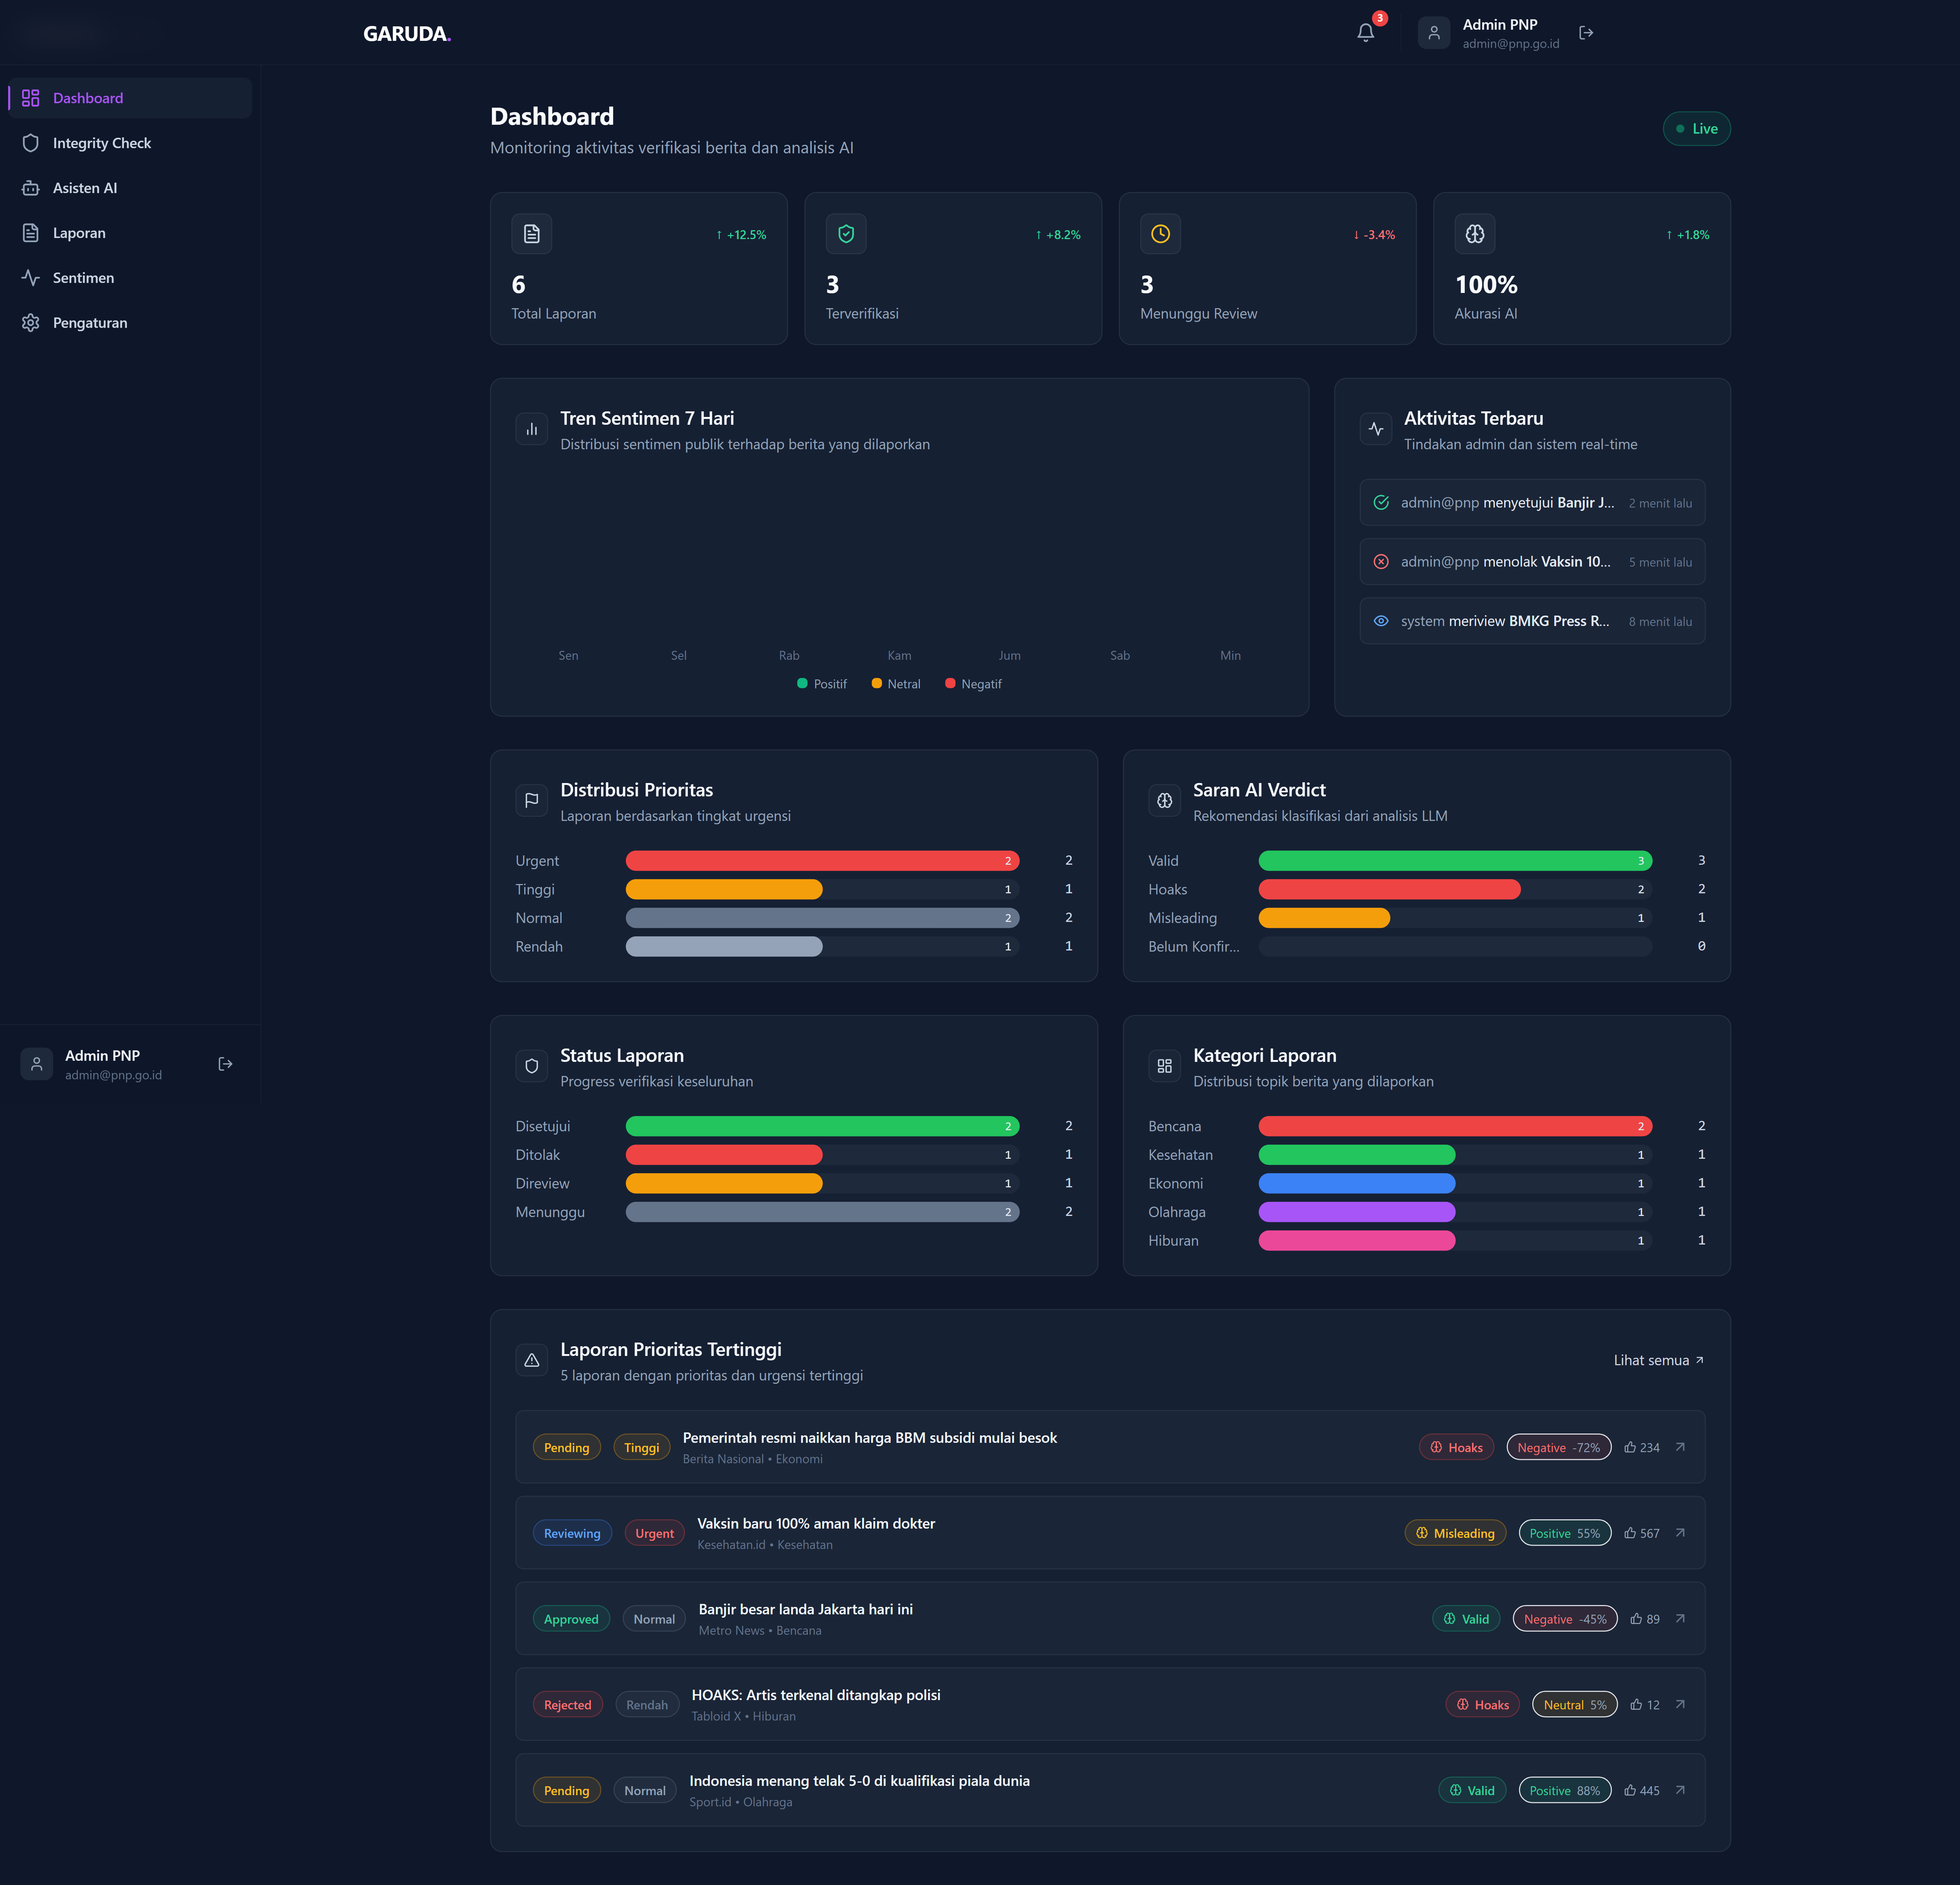 GARUDA.
3
Admin PNP
admin@pnp.go.id
Dashboard
Integrity Check
Asisten AI
Laporan
Sentimen
Pengaturan
Admin PNP
admin@pnp.go.id
Dashboard
Monitoring aktivitas verifikasi berita dan analisis AI
Live
↑ +12.5%
6
Total Laporan
↑ +8.2%
3
Terverifikasi
↓ -3.4%
3
Menunggu Review
↑ +1.8%
100%
Akurasi AI
Tren Sentimen 7 Hari
Distribusi sentimen publik terhadap berita yang dilaporkan
Sen Sel Rab Kam Jum Sab Min
Positif Netral Negatif
Aktivitas Terbaru
Tindakan admin dan sistem real-time
admin@pnp menyetujui Banjir J... 2 menit lalu
admin@pnp menolak Vaksin 10... 5 menit lalu
system meriview BMKG Press R... 8 menit lalu
Distribusi Prioritas
Laporan berdasarkan tingkat urgensi
Urgent 2 2
Tinggi 1 1
Normal 2 2
Rendah 1 1
Saran AI Verdict
Rekomendasi klasifikasi dari analisis LLM
Valid 3 3
Hoaks 2 2
Misleading 1 1
Belum Konfir... 0
Status Laporan
Progress verifikasi keseluruhan
Disetujui 2 2
Ditolak 1 1
Direview 1 1
Menunggu 2 2
Kategori Laporan
Distribusi topik berita yang dilaporkan
Bencana 2 2
Kesehatan 1 1
Ekonomi 1 1
Olahraga 1 1
Hiburan 1 1
Laporan Prioritas Tertinggi
5 laporan dengan prioritas dan urgensi tertinggi
Lihat semua
Pending Tinggi Pemerintah resmi naikkan harga BBM subsidi mulai besok
Berita Nasional • Ekonomi
Hoaks Negative -72% 234
Reviewing Urgent Vaksin baru 100% aman klaim dokter
Kesehatan.id • Kesehatan
Misleading Positive 55% 567
Approved Normal Banjir besar landa Jakarta hari ini
Metro News • Bencana
Valid Negative -45% 89
Rejected Rendah HOAKS: Artis terkenal ditangkap polisi
Tabloid X • Hiburan
Hoaks Neutral 5% 12
Pending Normal Indonesia menang telak 5-0 di kualifikasi piala dunia
Sport.id • Olahraga
Valid Positive 88% 445